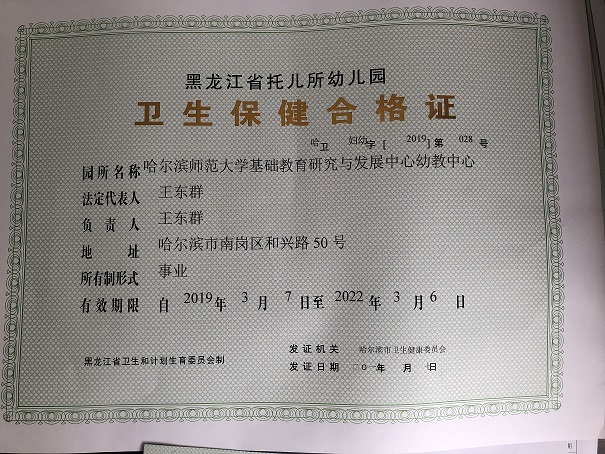 黑龙江省托儿所幼儿园
卫生保健合格证
哈卫 妇幼字 [ 2019 ] 第 028 号
园所名称 哈尔滨师范大学基础教育研究与发展中心幼教中心
法定代表人 王东群
负责人 王东群
地址 哈尔滨市南岗区和兴路50号
所有制形式 事业
有效期限 自 2019 年 3 月 7 日至 2022 年 3 月 6 日
发证机关 哈尔滨市卫生健康委员会
黑龙江省卫生和计划生育委员会制
发证日期 二〇一 年 月 日